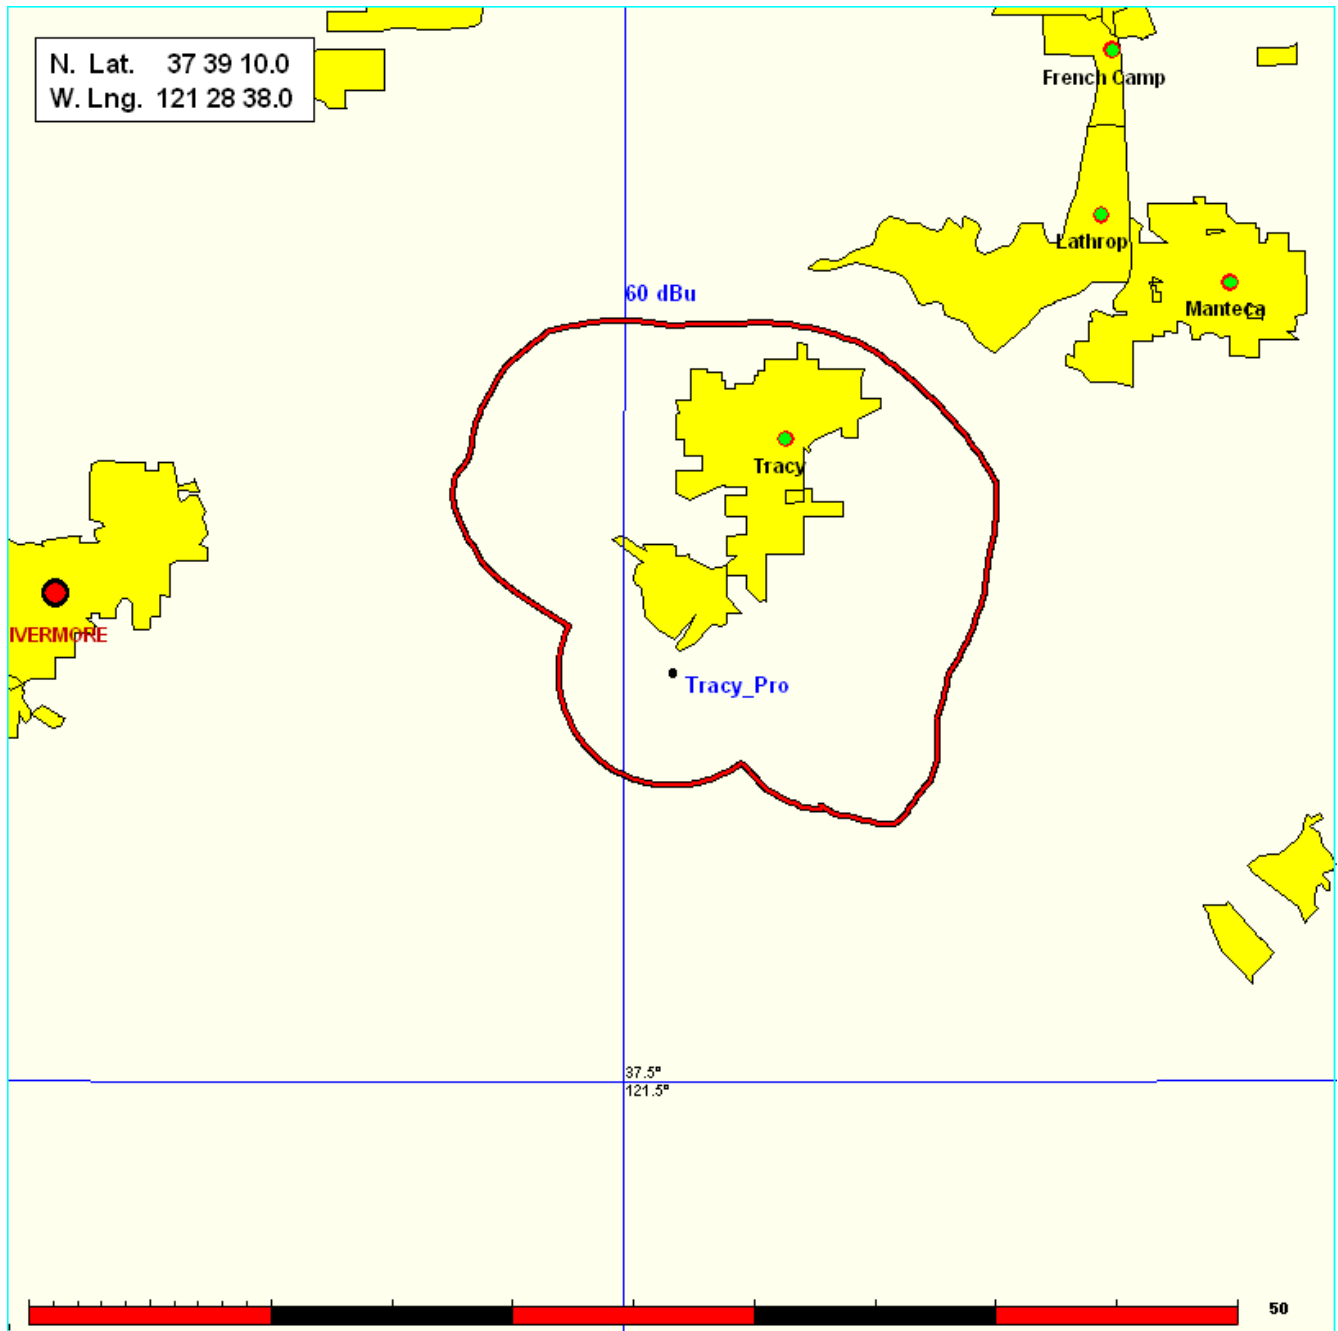 N. Lat. 37 39 10.0
W. Lng. 121 28 38.0
French Camp
Lathrop
60 dBu
Manteca
Tracy
IVERMORE
Tracy_Pro
37.5°
121.5°
50